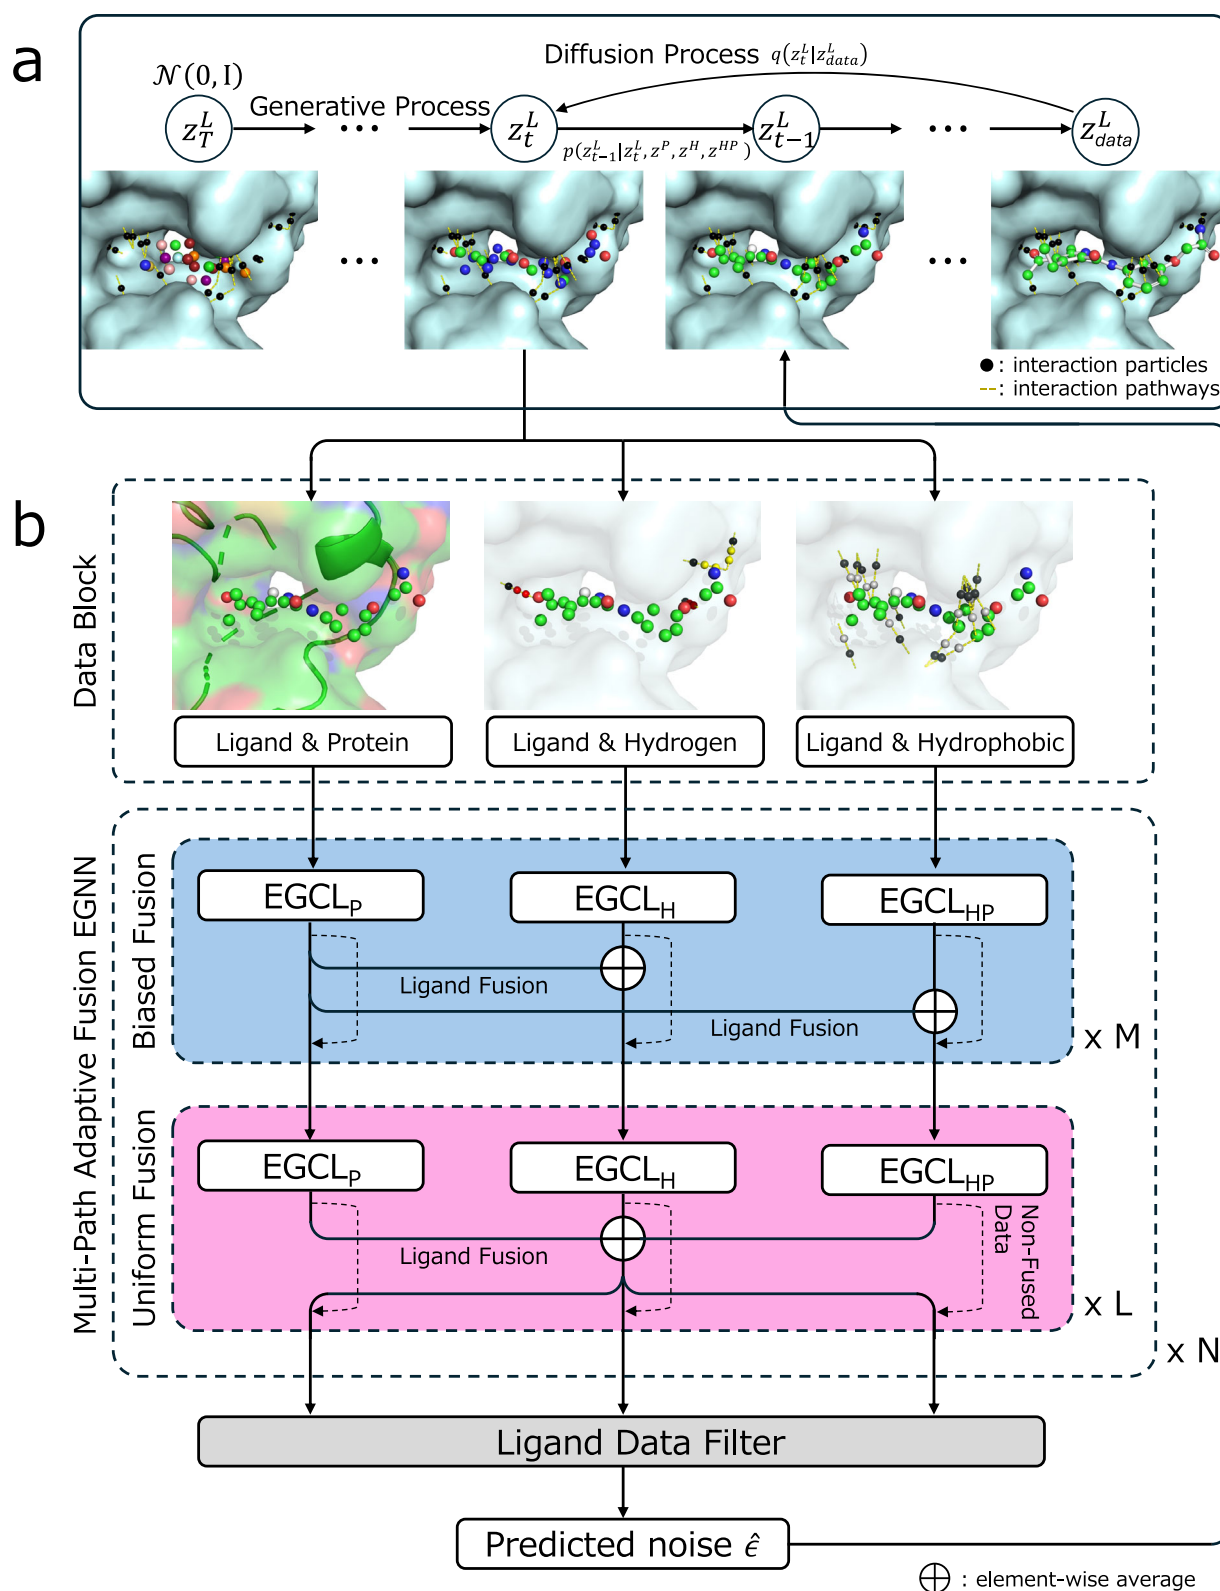 a
Diffusion Process q(z_t^L|z_data^L)
𝒩(0, I)
Generative Process
z_T^L ••• z_t^L z_{t−1}^L ••• z_data^L
p(z_{t−1}^L|z_t^L, z^P, z^H, z^HP)
••• •••
: interaction particles
: interaction pathways
b
Data Block
Ligand & Protein
Ligand & Hydrogen
Ligand & Hydrophobic
Multi-Path Adaptive Fusion EGNN
Biased Fusion
EGCL_P
EGCL_H
EGCL_HP
Ligand Fusion
Ligand Fusion
x M
Uniform Fusion
EGCL_P
EGCL_H
EGCL_HP
Ligand Fusion
Non-Fused
Data
x L
x N
Ligand Data Filter
Predicted noise ϵ̂
⊕ : element-wise average